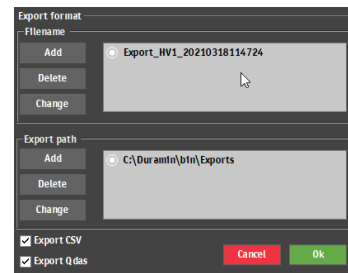 Export format
Filename
Add
Export_HV1_20210318114724
Delete
Change
Export path
Add
C:\Duramin\bin\Exports
Delete
Change
Export CSV
Export Qdas
Cancel
Ok